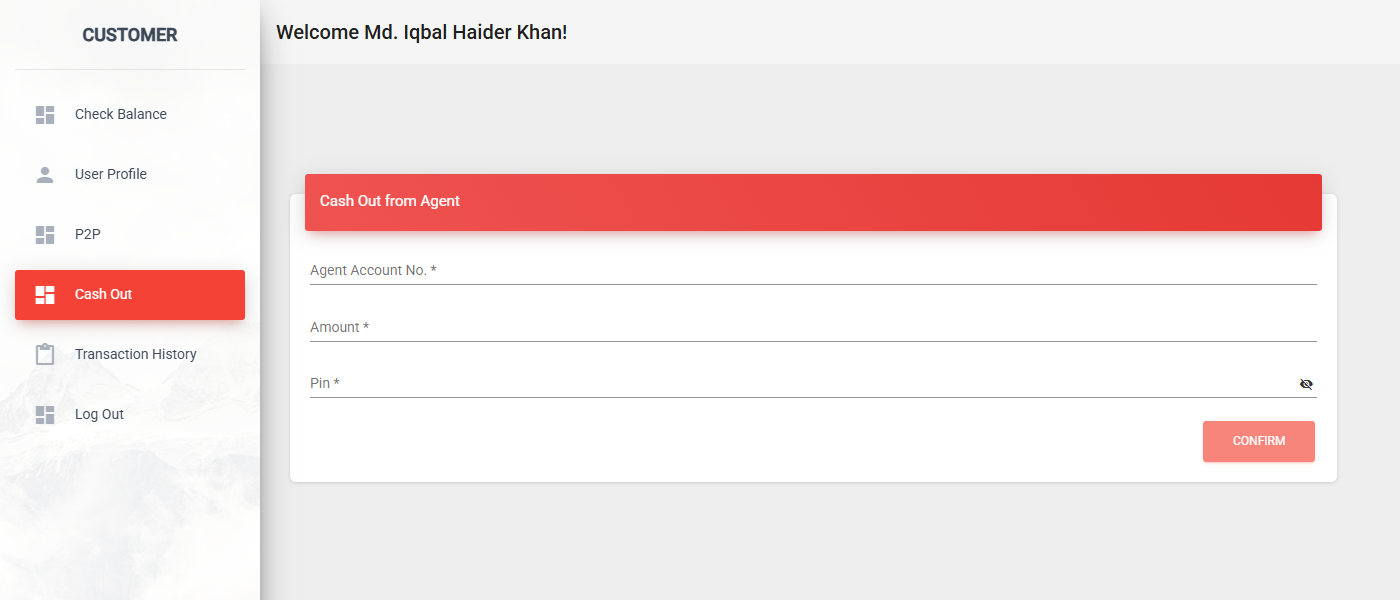 CUSTOMER
Welcome Md. Iqbal Haider Khan!
Check Balance
User Profile
P2P
Cash Out
Transaction History
Log Out
Cash Out from Agent
Agent Account No. *
Amount *
Pin *
CONFIRM